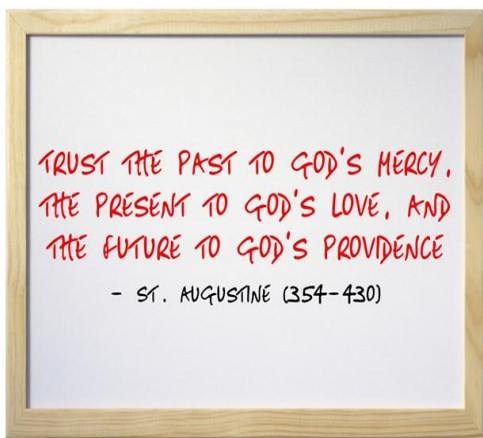 TRUST THE PAST TO GOD'S MERCY,
THE PRESENT TO GOD'S LOVE, AND
THE FUTURE TO GOD'S PROVIDENCE
- ST. AUGUSTINE (354-430)